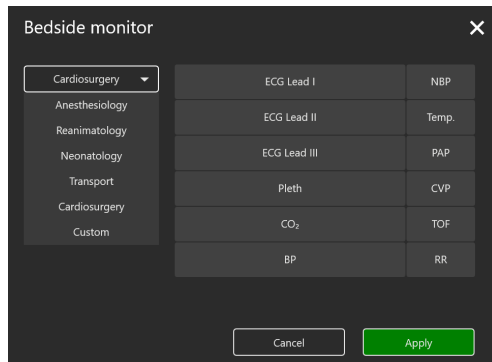 Bedside monitor
Cardiosurgery
Anesthesiology
Reanimatology
Neonatology
Transport
Cardiosurgery
Custom
ECG Lead I NBP
ECG Lead II Temp.
ECG Lead III PAP
Pleth CVP
CO₂ TOF
BP RR
Cancel Apply